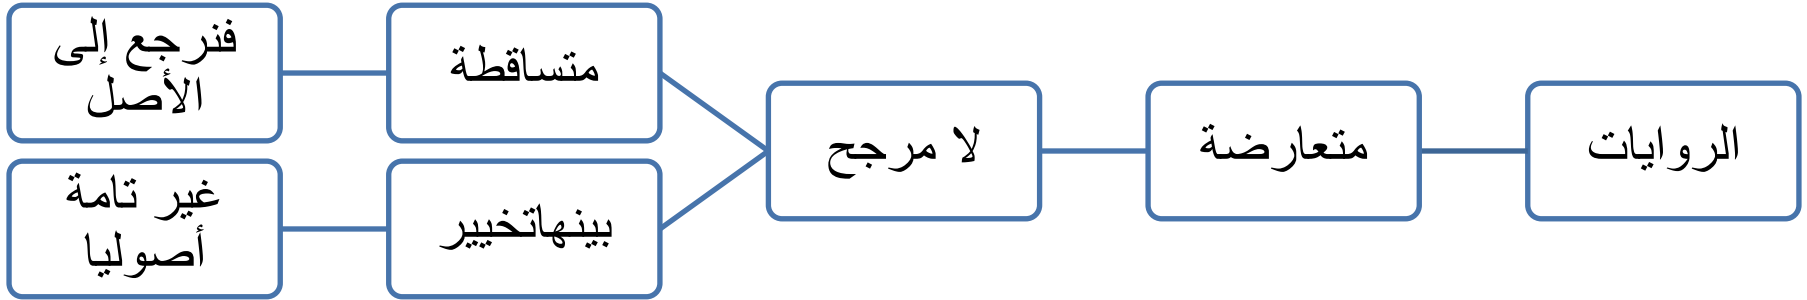 الروايات
متعارضة
لا مرجح
متساقطة
فنرجع إلى
الأصل
بينهاتخيير
غير تامة
أصوليا